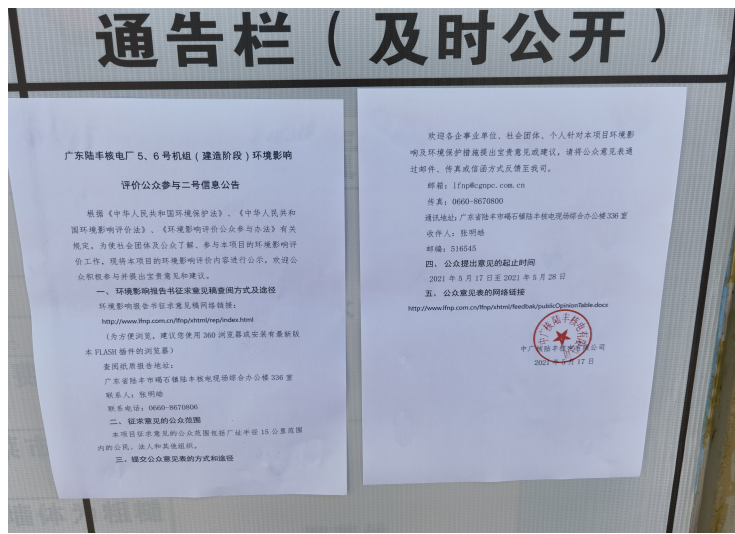 通告栏（及时公开）
广东陆丰核电厂5、6号机组（建造阶段）环境影响
评价公众参与二号信息公告
根据《中华人民共和国环境保护法》、《中华人民共和
国环境影响评价法》、《环境影响评价公众参与办法》有关
规定，为使社会团体及公众了解、参与本项目的环境影响评
价工作，现将本项目的环境影响评价内容进行公示，欢迎公
众积极参与并提出宝贵意见和建议。
一、环境影响报告书征求意见稿查阅方式及途径
环境影响报告书征求意见稿网络链接：
http://www.lfnp.com.cn/lfnp/xhtml/rep/index.html
（为方便浏览，建议您使用360浏览器或安装有最新版
本FLASH插件的浏览器）
查阅纸质报告地址：
广东省陆丰市碣石镇陆丰核电现场综合办公楼336室
联系人：张明皓
联系电话：0660-8670806
二、征求意见的公众范围
本项目征求意见的公众范围包括厂址半径15公里范围
内的公民、法人和其他组织。
三、提交公众意见表的方式和途径
欢迎各企事业单位、社会团体、个人针对本项目环境影
响及环境保护措施提出宝贵意见或建议，请将公众意见表通
过邮件、传真或信函方式反馈至我司。
邮箱：lfnp@cgnpc.com.cn
传真：0660-8670800
通讯地址：广东省陆丰市碣石镇陆丰核电现场综合办公楼336室
收件人：张明皓
邮编：516545
四、公众提出意见的起止时间
2021年5月17日至2021年5月28日
五、公众意见表的网络链接
http://www.lfnp.com.cn/lfnp/xhtml/feedbak/publicOpinionTable.docx
中广核陆丰核电有限公司
2021年5月17日